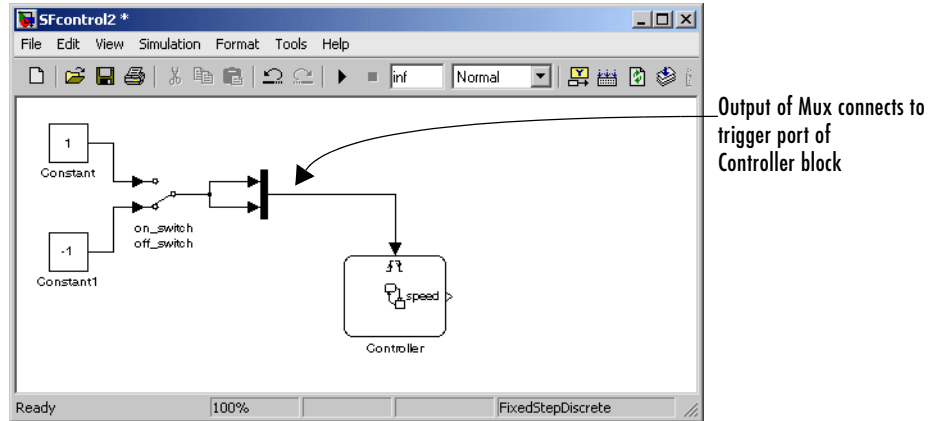 SFcontrol2 *
File Edit View Simulation Format Tools Help
inf Normal
Output of Mux connects to
trigger port of
Controller block
1
Constant
on_switch
off_switch
-1
Constant1
speed
Controller
Ready 100% FixedStepDiscrete